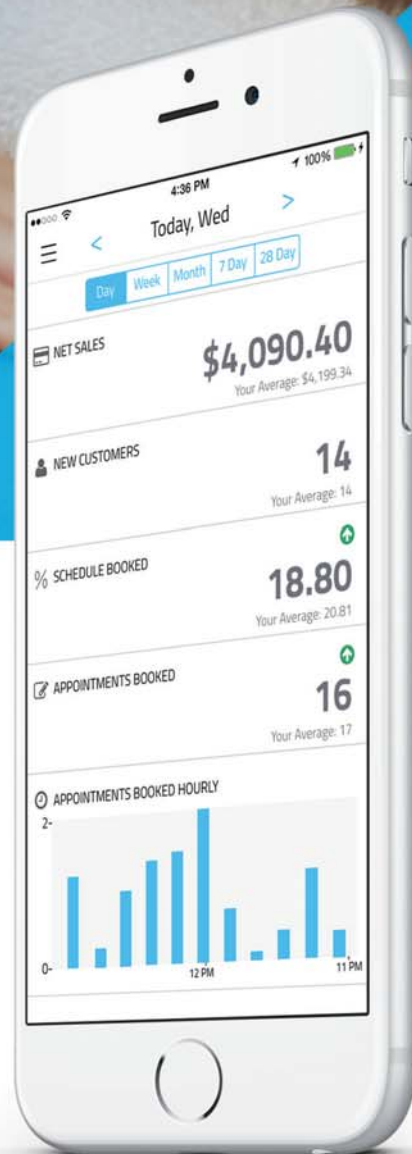 4:36 PM
100%
Today, Wed
Day Week Month 7 Day 28 Day
NET SALES
$4,090.40
Your Average: $4,199.34
NEW CUSTOMERS
14
Your Average: 14
% SCHEDULE BOOKED
18.80
Your Average: 20.81
APPOINTMENTS BOOKED
16
Your Average: 17
APPOINTMENTS BOOKED HOURLY
2-
0-
12 PM 11 PM